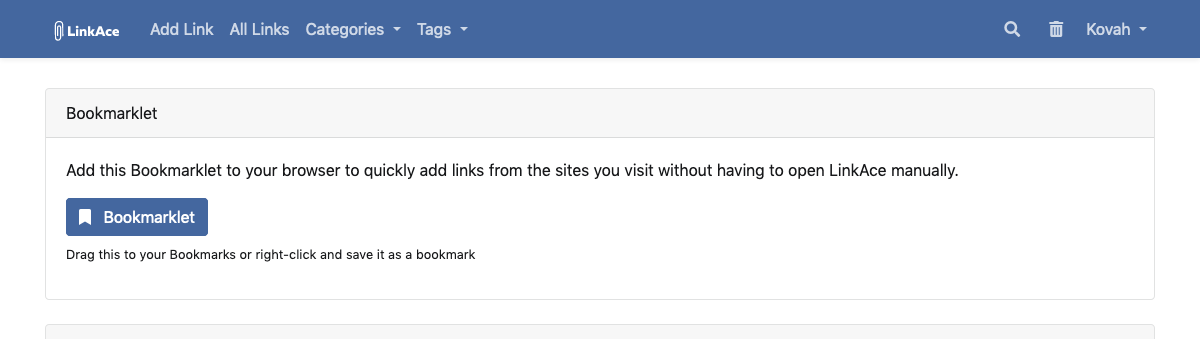 LinkAce Add Link All Links Categories Tags Kovah
Bookmarklet
Add this Bookmarklet to your browser to quickly add links from the sites you visit without having to open LinkAce manually.
Bookmarklet
Drag this to your Bookmarks or right-click and save it as a bookmark